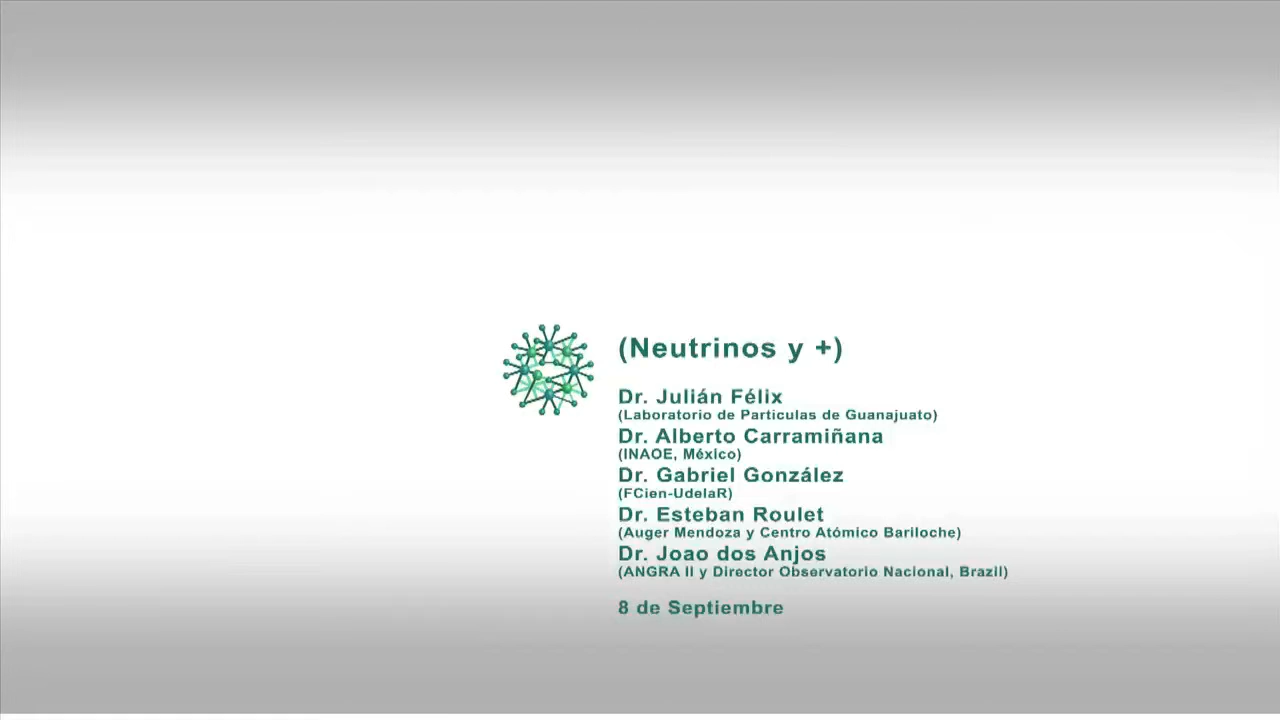 (Neutrinos y +)
Dr. Julián Félix
(Laboratorio de Particulas de Guanajuato)
Dr. Alberto Carramiñana
(INAOE, México)
Dr. Gabriel González
(FCien-UdelaR)
Dr. Esteban Roulet
(Auger Mendoza y Centro Atómico Bariloche)
Dr. Joao dos Anjos
(ANGRA II y Director Observatorio Nacional, Brazil)
8 de Septiembre